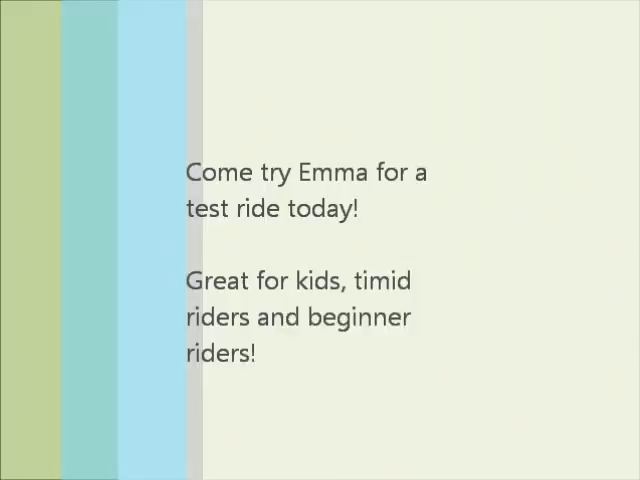 Come try Emma for a
test ride today!
Great for kids, timid
riders and beginner
riders!